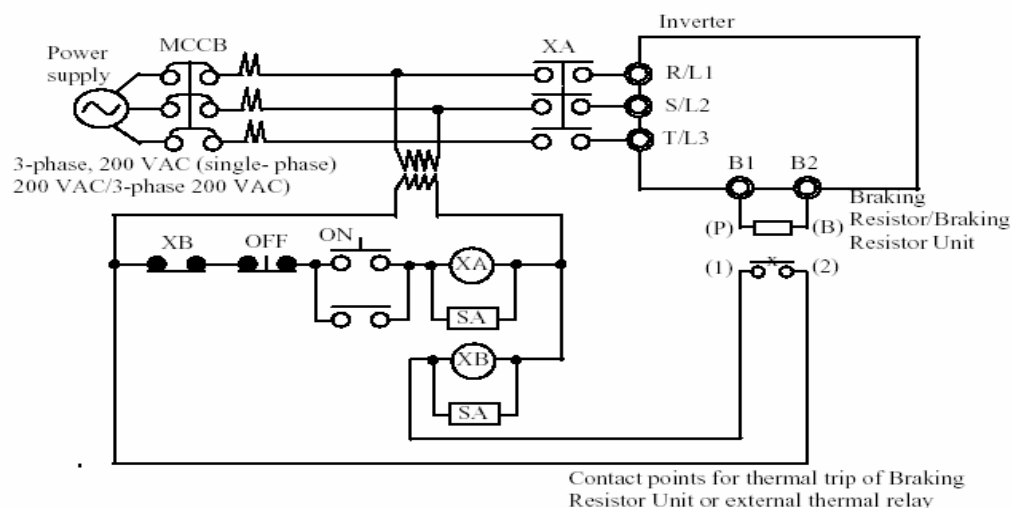 Inverter
Power
supply
MCCB
XA
R/L1
S/L2
T/L3
3-phase, 200 VAC (single- phase)
200 VAC/3-phase 200 VAC)
B1
B2
Braking
Resistor/Braking
Resistor Unit
(P)
(B)
XB
OFF
ON
XA
(1)
x
(2)
SA
XB
SA
Contact points for thermal trip of Braking
Resistor Unit or external thermal relay